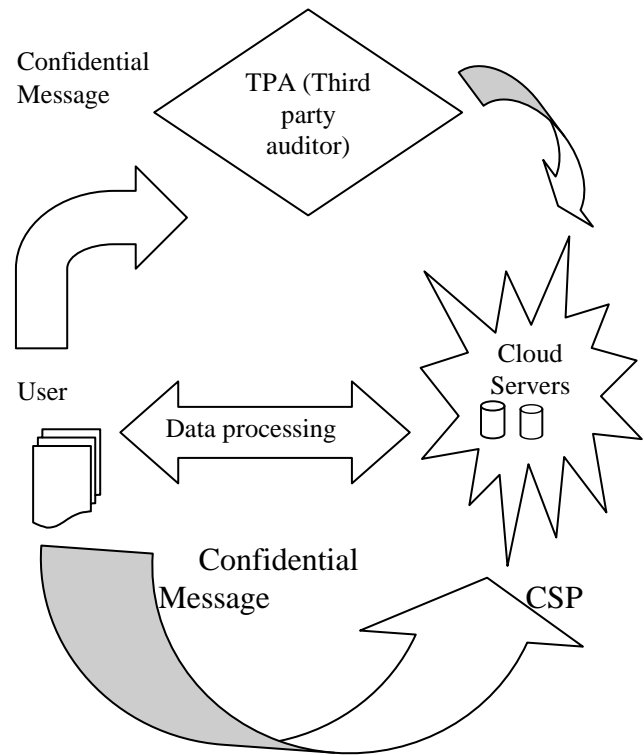 Confidential
Message
TPA (Third
party
auditor)
Cloud
Servers
User
Data processing
Confidential
Message
CSP